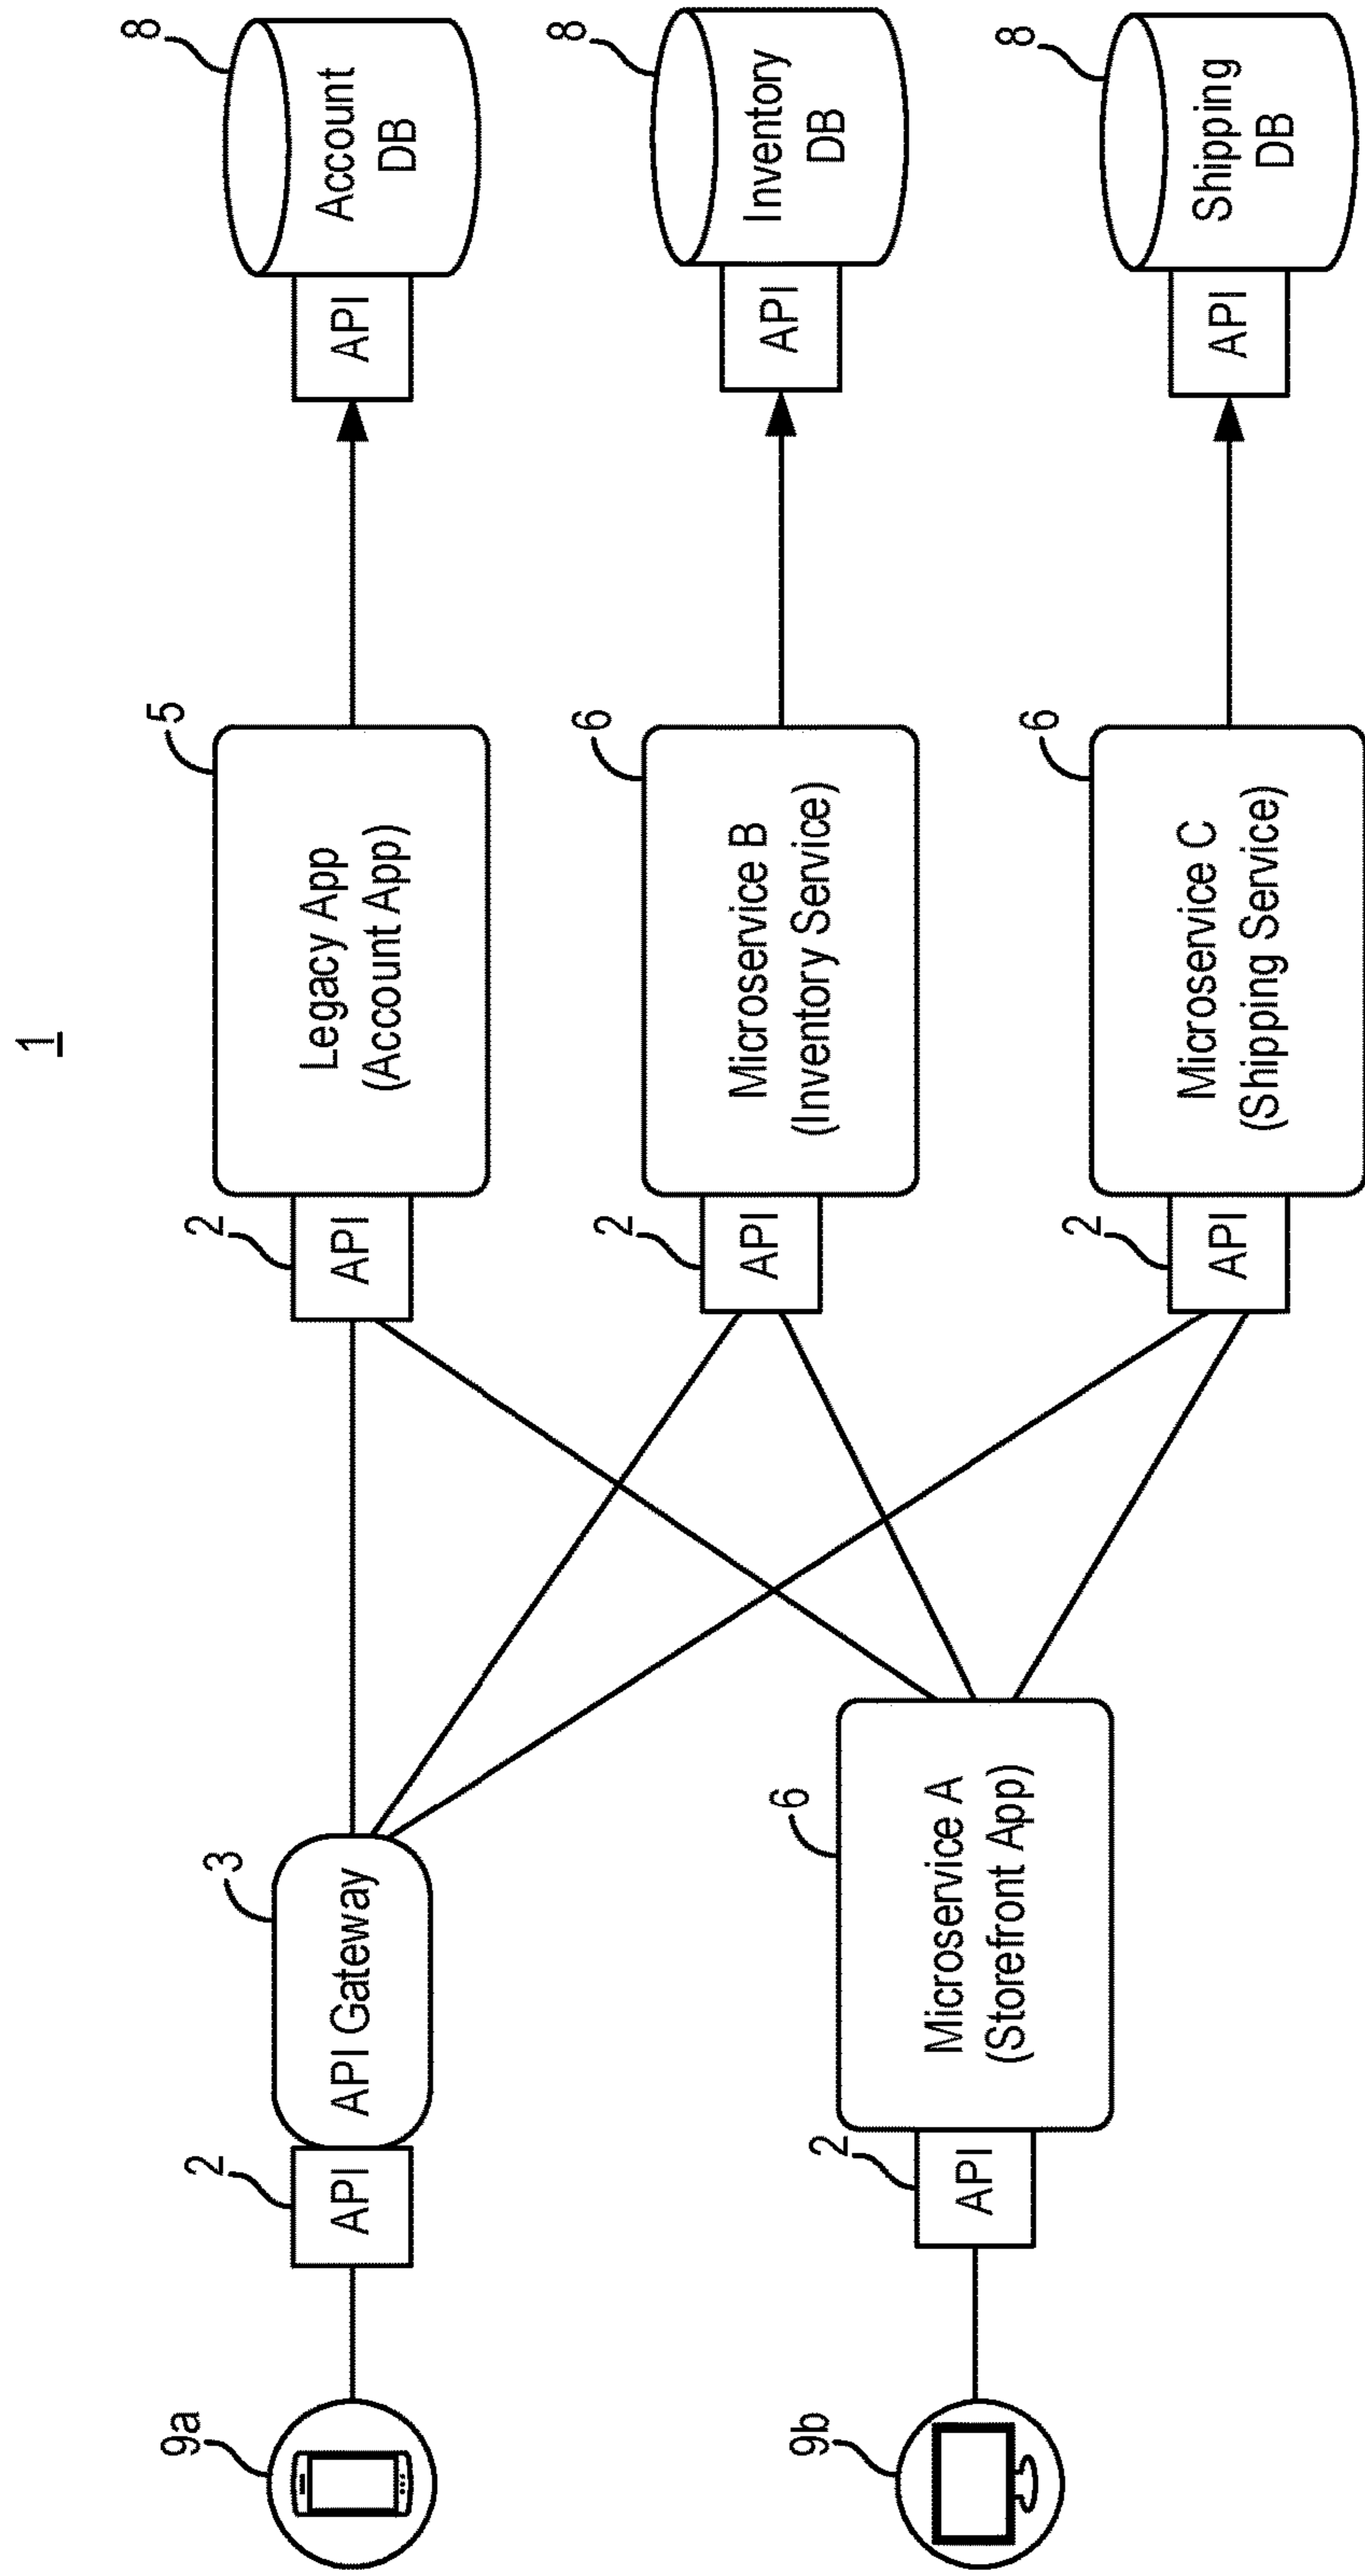 1
9a
2
API
3
API Gateway
2
API
5
Legacy App
(Account App)
API
8
Account
DB
2
API
6
Microservice B
(Inventory Service)
API
8
Inventory
DB
9b
2
API
6
Microservice A
(Storefront App)
2
API
6
Microservice C
(Shipping Service)
API
8
Shipping
DB